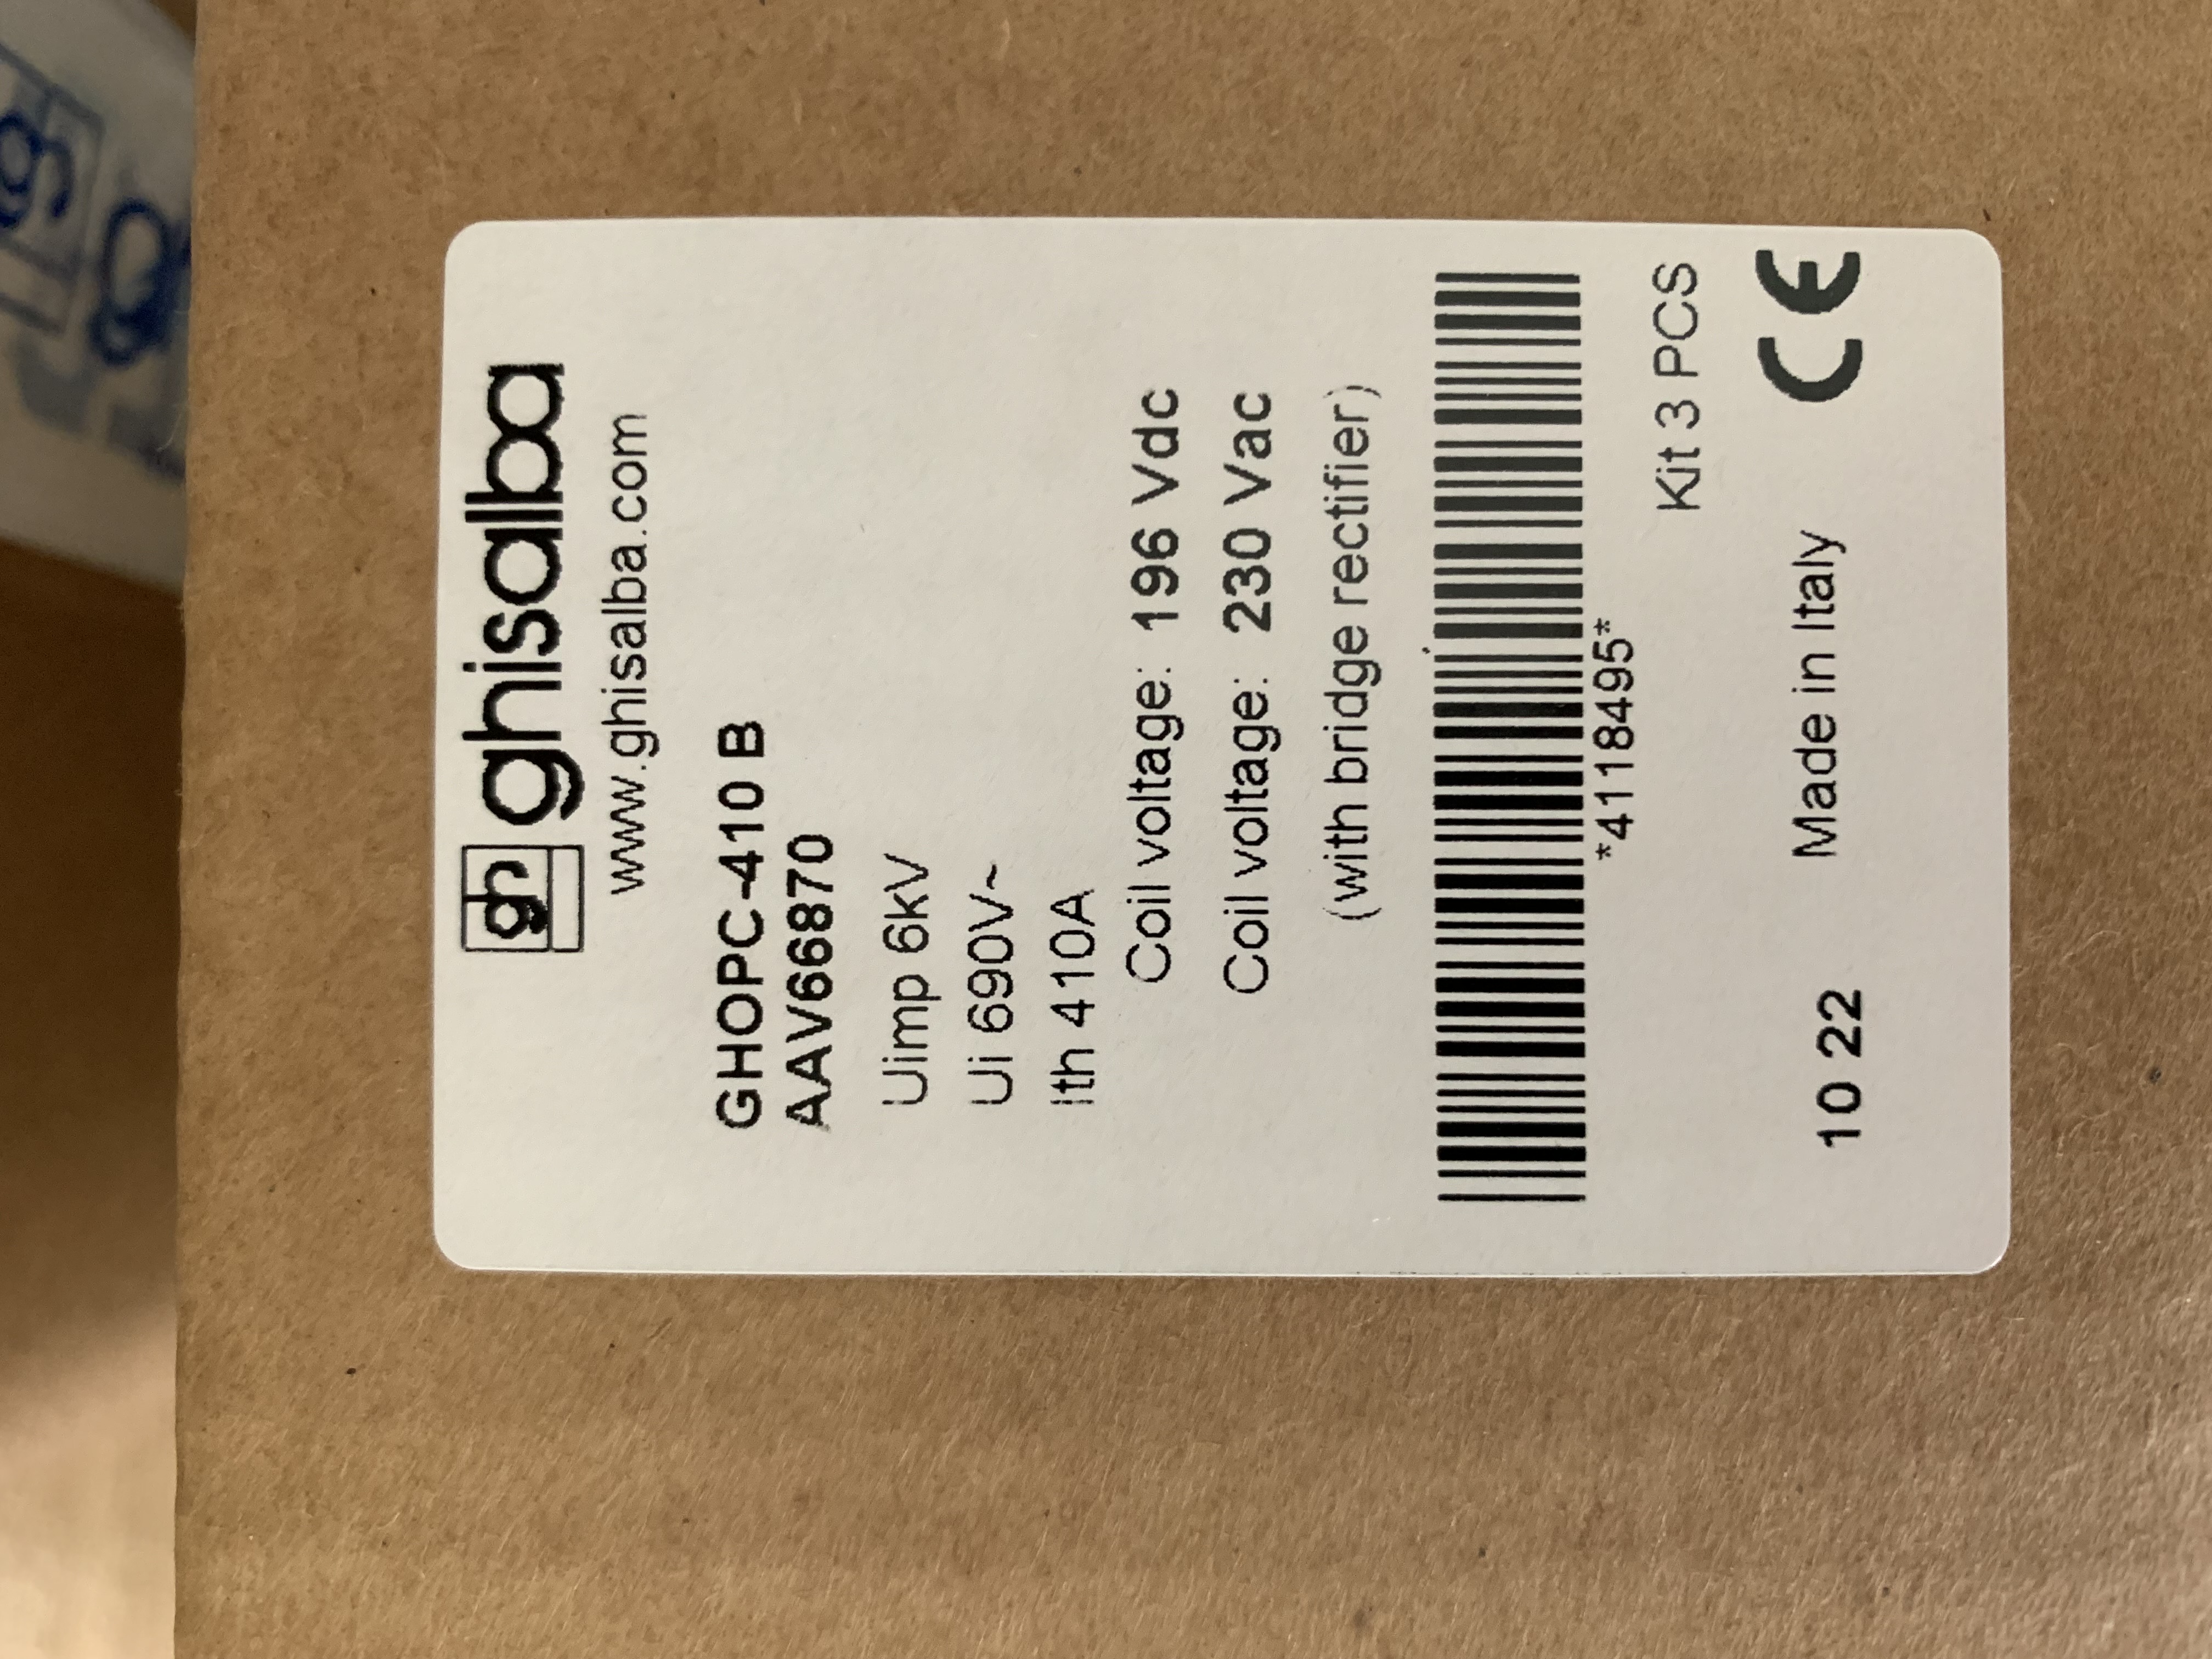 gh ghisalba
www.ghisalba.com
GHOPC-410 B
AAV66870
Uimp 6kV
Ui 690V~
Ith 410A
Coil voltage: 196 Vdc
Coil voltage: 230 Vac
(with bridge rectifier)
*41184495*
Kit 3 PCS
10 22 Made in Italy CE